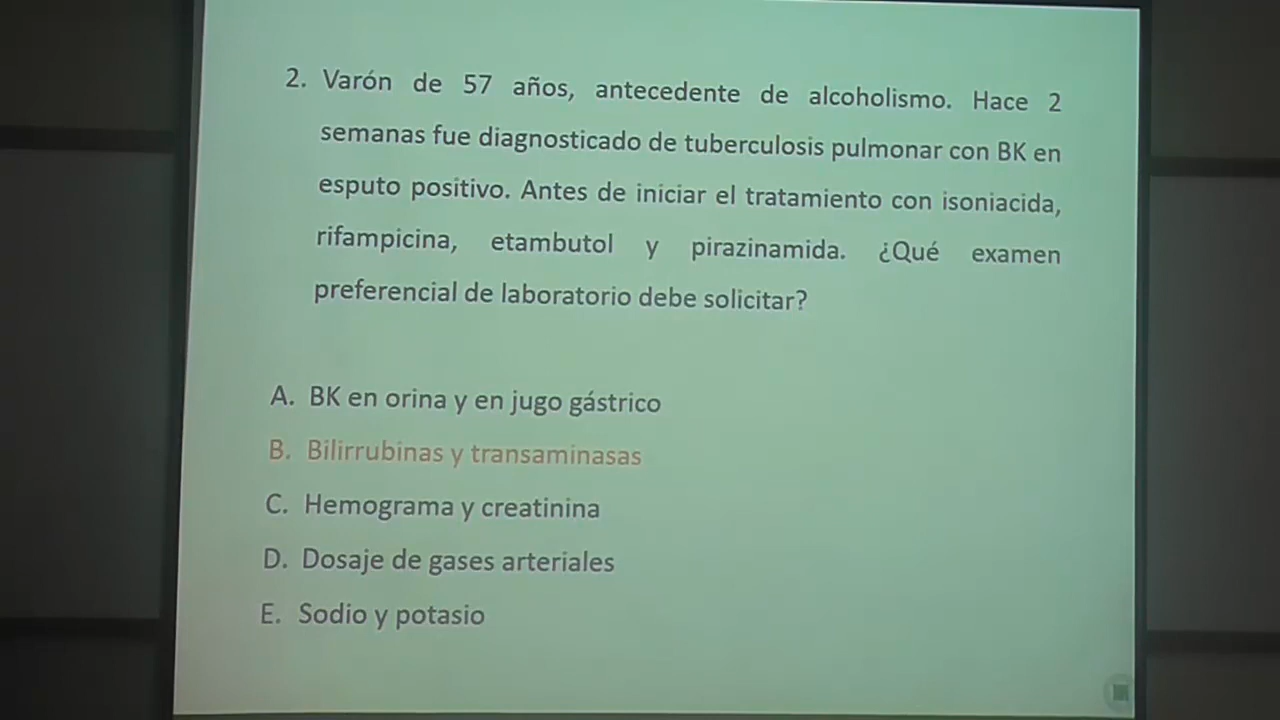 2. Varón de 57 años, antecedente de alcoholismo. Hace 2
semanas fue diagnosticado de tuberculosis pulmonar con BK en
esputo positivo. Antes de iniciar el tratamiento con isoniacida,
rifampicina, etambutol y pirazinamida. ¿Qué examen
preferencial de laboratorio debe solicitar?
A. BK en orina y en jugo gástrico
B. Bilirrubinas y transaminasas
C. Hemograma y creatinina
D. Dosaje de gases arteriales
E. Sodio y potasio